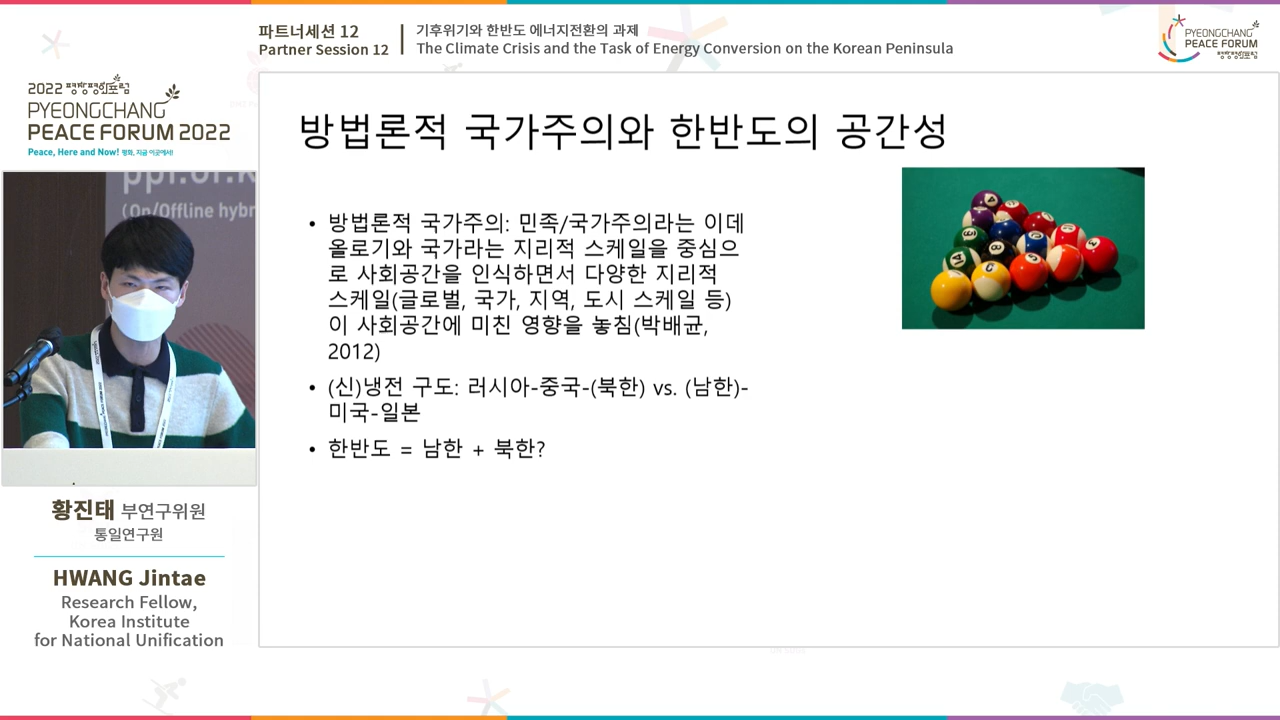 파트너세션 12
Partner Session 12
기후위기와 한반도 에너지전환의 과제
The Climate Crisis and the Task of Energy Conversion on the Korean Peninsula
PYEONGCHANG
PEACE FORUM
평창평화포럼
2022 평창평화포럼
PYEONGCHANG
PEACE FORUM 2022
Peace, Here and Now! 평화, 지금 이곳에서!
(On/Offline hybr
방법론적 국가주의와 한반도의 공간성
• 방법론적 국가주의: 민족/국가주의라는 이데
올로기와 국가라는 지리적 스케일을 중심으
로 사회공간을 인식하면서 다양한 지리적
스케일(글로벌, 국가, 지역, 도시 스케일 등)
이 사회공간에 미친 영향을 놓침(박배균,
2012)
• (신)냉전 구도: 러시아-중국-(북한) vs. (남한)-
미국-일본
• 한반도 = 남한 + 북한?
황진태 부연구위원
통일연구원
HWANG Jintae
Research Fellow,
Korea Institute
for National Unification